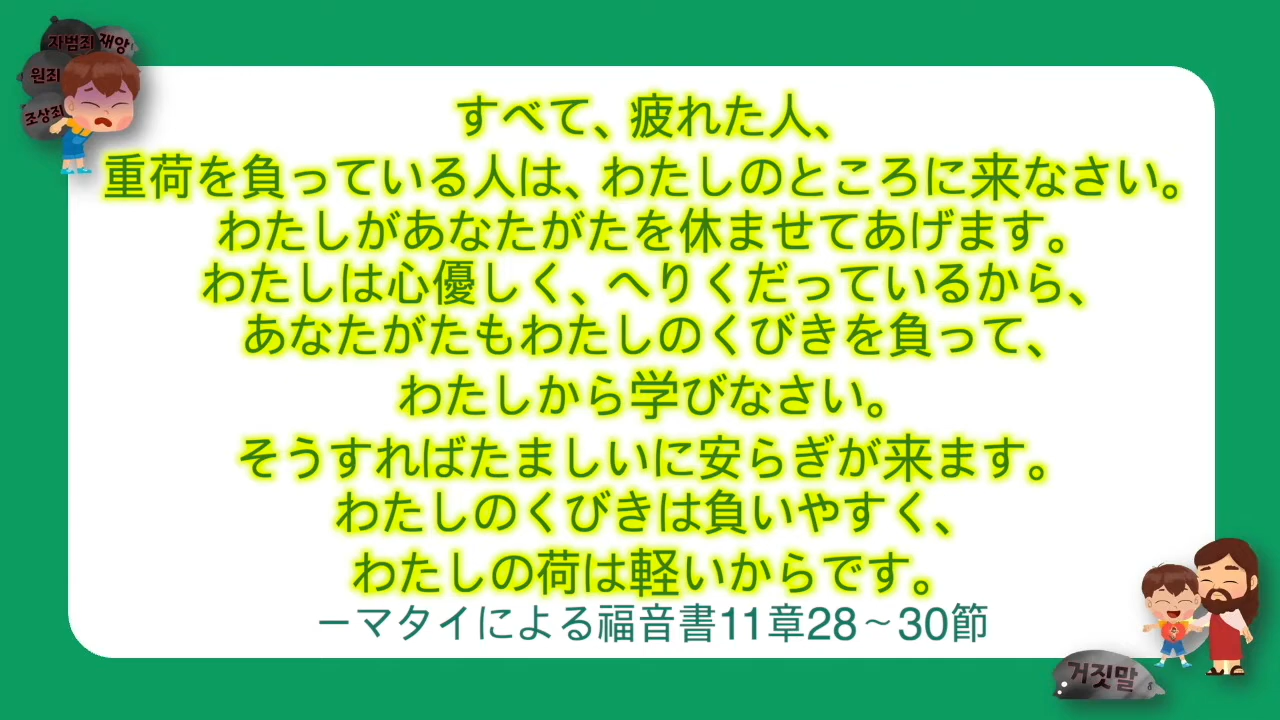 자범죄 재앙
원죄
조상죄
すべて、疲れた人、
重荷を負っている人は、わたしのところに来なさい。
わたしがあなたがたを休ませてあげます。
わたしは心優しく、へりくだっているから、
あなたがたもわたしのくびきを負って、
わたしから学びなさい。
そうすればたましいに安らぎが来ます。
わたしのくびきは負いやすく、
わたしの荷は軽いからです。
ーマタイによる福音書11章28～30節
거짓말